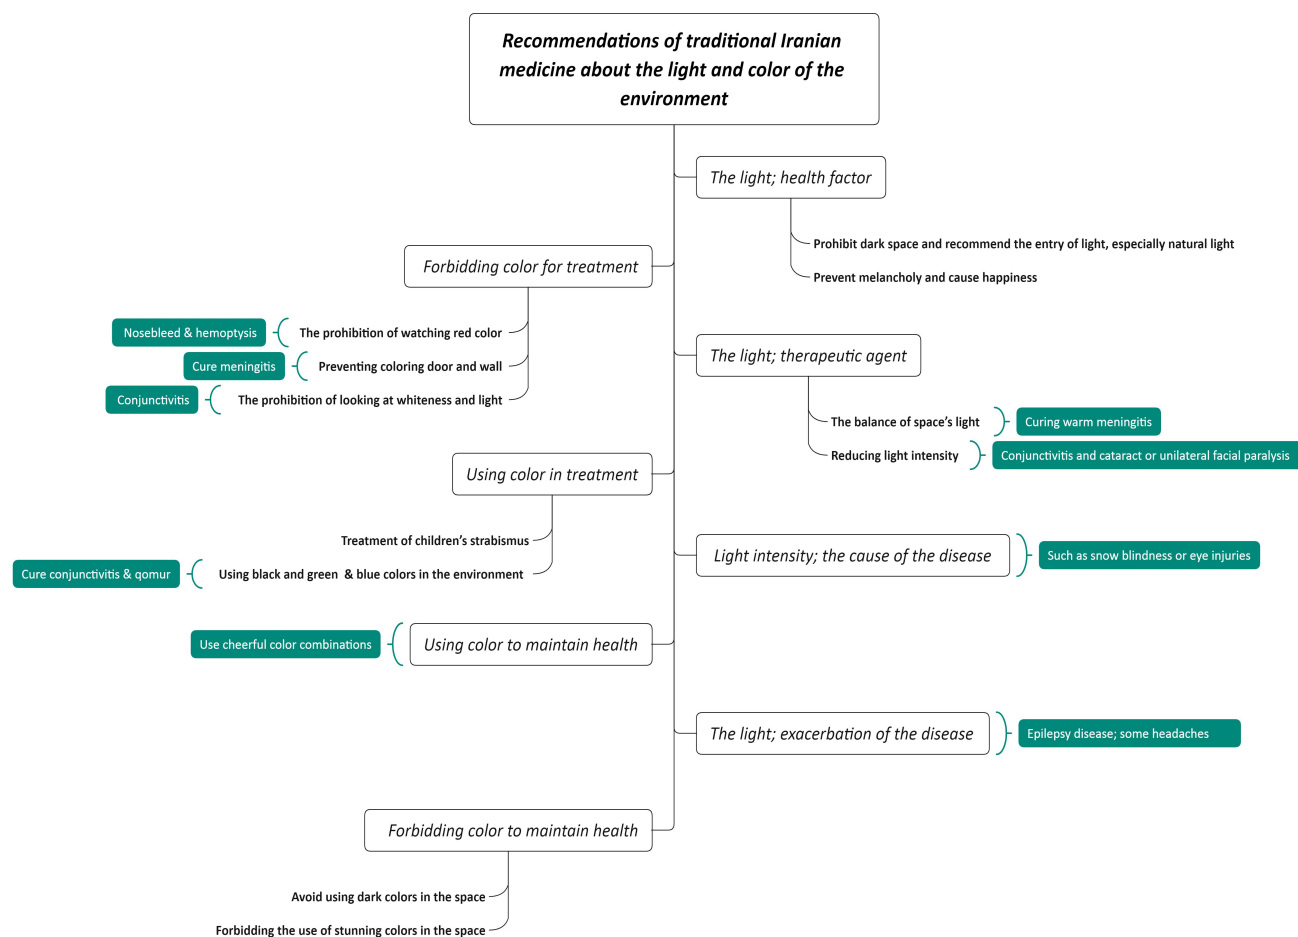 Recommendations of traditional Iranian
medicine about the light and color of the
environment
The light; health factor
Prohibit dark space and recommend the entry of light, especially natural light
Prevent melancholy and cause happiness
Forbidding color for treatment
Nosebleed & hemoptysis
The prohibition of watching red color
Cure meningitis
Preventing coloring door and wall
Conjunctivitis
The prohibition of looking at whiteness and light
The light; therapeutic agent
The balance of space's light
Curing warm meningitis
Reducing light intensity
Conjunctivitis and cataract or unilateral facial paralysis
Using color in treatment
Treatment of children's strabismus
Cure conjunctivitis & qomur
Using black and green & blue colors in the environment
Light intensity; the cause of the disease
Such as snow blindness or eye injuries
Use cheerful color combinations
Using color to maintain health
The light; exacerbation of the disease
Epilepsy disease; some headaches
Forbidding color to maintain health
Avoid using dark colors in the space
Forbidding the use of stunning colors in the space